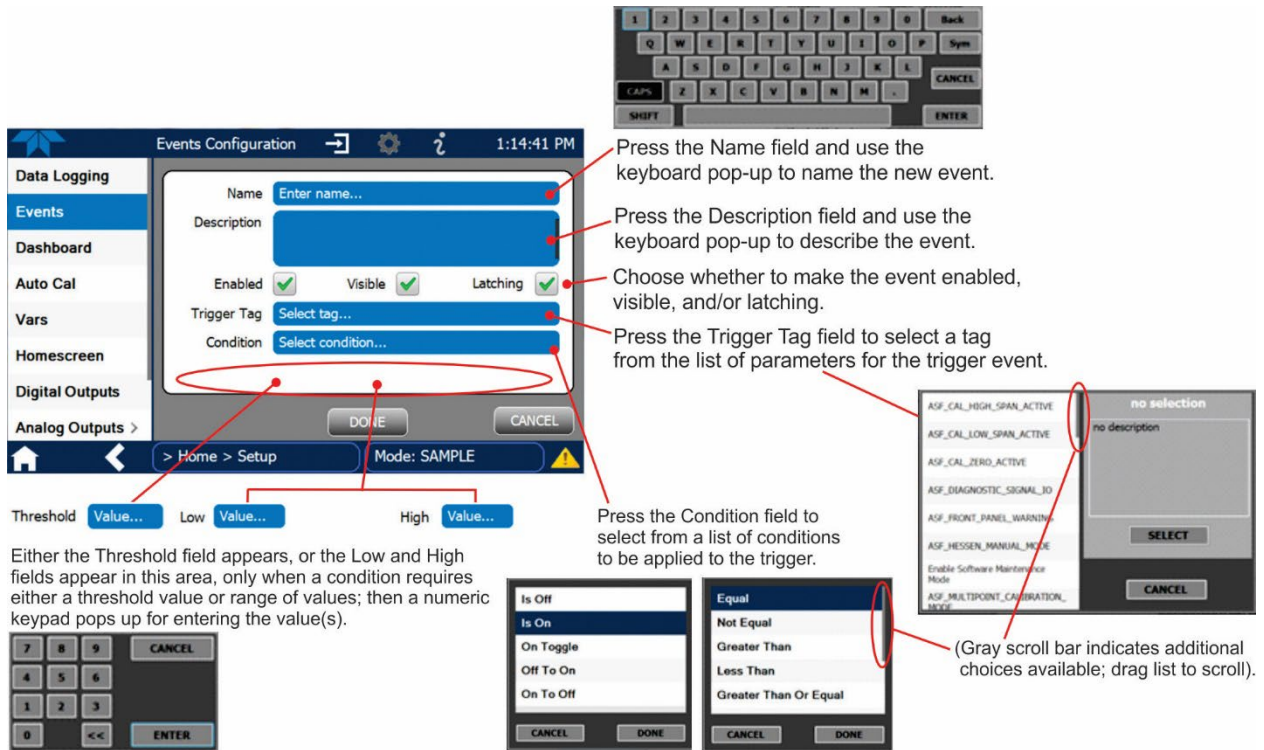 1 2 3 4 5 6 7 8 9 0 Back
Q W E R T Y U I O P Sym
A S D F G H J K L
CANCEL
CAPS Z X C V B N M .
SHIFT ENTER
Events Configuration 1:14:41 PM
Data Logging
Events
Dashboard
Auto Cal
Vars
Homescreen
Digital Outputs
Analog Outputs >
Name Enter name...
Description
Enabled Visible Latching
Trigger Tag Select tag...
Condition Select condition...
DONE CANCEL
> Home > Setup Mode: SAMPLE
Press the Name field and use the
keyboard pop-up to name the new event.
Press the Description field and use the
keyboard pop-up to describe the event.
Choose whether to make the event enabled,
visible, and/or latching.
Press the Trigger Tag field to select a tag
from the list of parameters for the trigger event.
ASF_CAL_HIGH_SPAN_ACTIVE
ASF_CAL_LOW_SPAN_ACTIVE
ASF_CAL_ZERO_ACTIVE
ASF_DIAGNOSTIC_SIGNAL_IO
ASF_FRONT_PANEL_WARNING
ASF_HESSEN_MANUAL_MODE
Enable Software Maintenance
Mode
ASF_MULTIPOINT_CALIBRATION_
MODE
no selection
no description
SELECT
CANCEL
Threshold Value... Low Value... High Value...
Either the Threshold field appears, or the Low and High
fields appear in this area, only when a condition requires
either a threshold value or range of values; then a numeric
keypad pops up for entering the value(s).
7 8 9 CANCEL
4 5 6
1 2 3
0 << ENTER
Press the Condition field to
select from a list of conditions
to be applied to the trigger.
Is Off
Is On
On Toggle
Off To On
On To Off
CANCEL DONE
Equal
Not Equal
Greater Than
Less Than
Greater Than Or Equal
CANCEL DONE
(Gray scroll bar indicates additional
choices available; drag list to scroll).